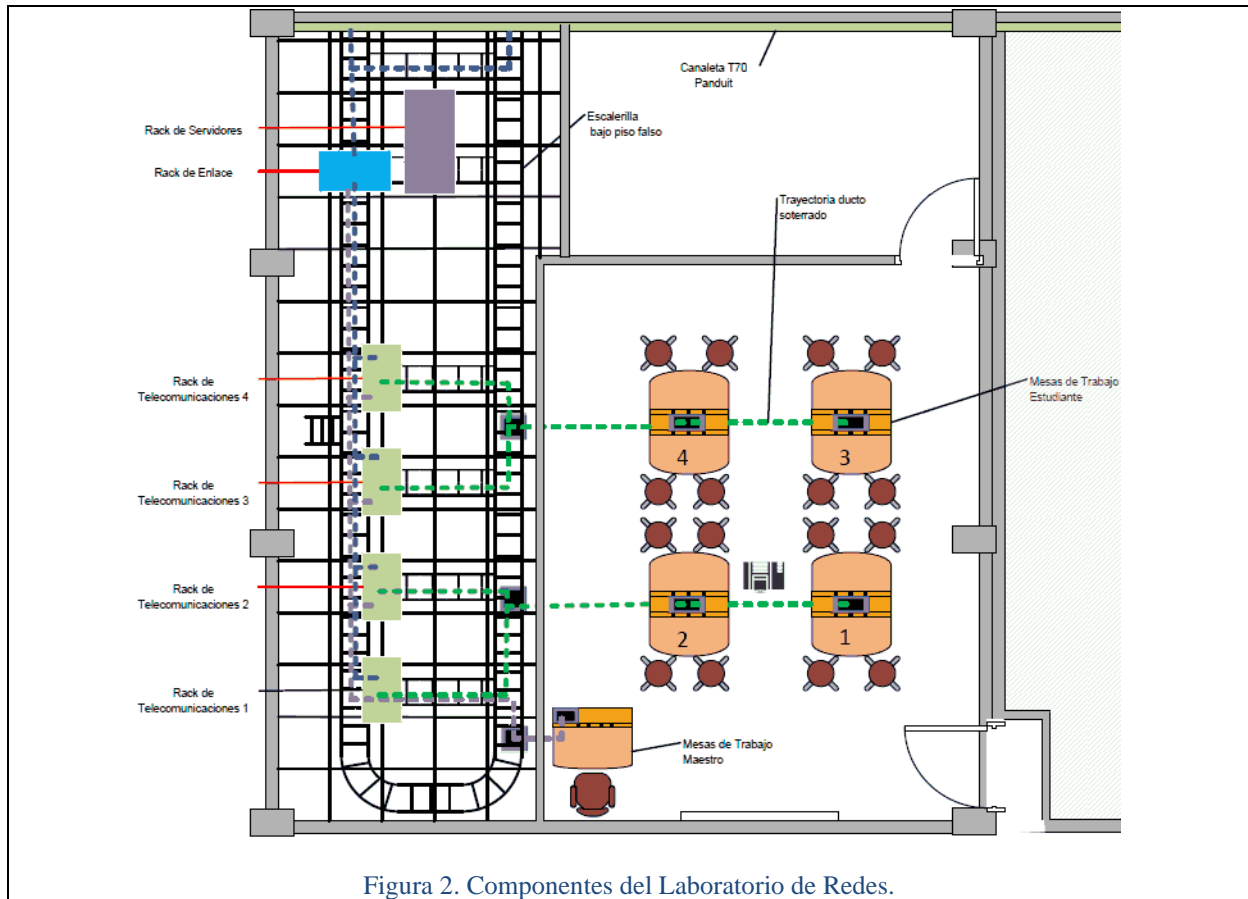 Canaleta T70
Panduit
Rack de Servidores
Escalerilla
bajo piso falso
Rack de Enlace
Trayectoria ducto
soterrado
Rack de
Telecomunicaciones 4
Mesas de Trabajo
Estudiante
4
3
Rack de
Telecomunicaciones 3
Rack de
Telecomunicaciones 2
2
1
Rack de
Telecomunicaciones 1
Mesas de Trabajo
Maestro
Figura 2. Componentes del Laboratorio de Redes.